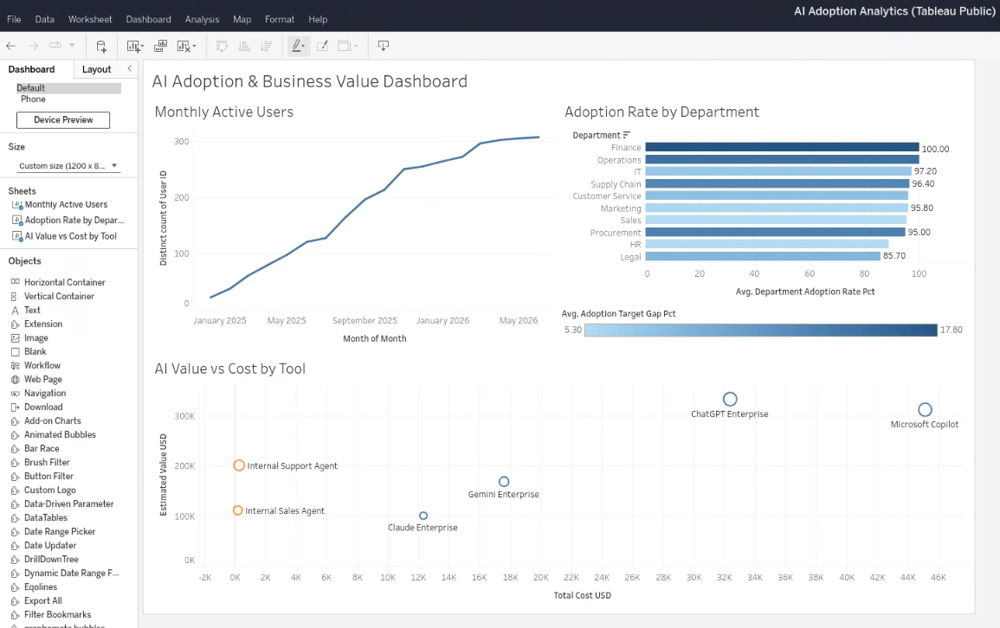 File Data Worksheet Dashboard Analysis Map Format Help
AI Adoption Analytics (Tableau Public)
Dashboard Layout
Default
Phone
Device Preview
Size
Custom size (1200 x 8...
Sheets
Monthly Active Users
Adoption Rate by Depar...
AI Value vs Cost by Tool
Objects
Horizontal Container
Vertical Container
Text
Extension
Image
Blank
Workflow
Web Page
Navigation
Download
Add-on Charts
Animated Bubbles
Bar Race
Brush Filter
Button Filter
Custom Logo
Data-Driven Parameter
DataTables
Date Range Picker
Date Updater
DrillDownTree
Dynamic Date Range F...
Eqolines
Export All
Filter Bookmarks
AI Adoption & Business Value Dashboard
Monthly Active Users
Distinct count of User ID
300
200
100
0
January 2025 May 2025 September 2025 January 2026 May 2026
Month of Month
Adoption Rate by Department
Department
Finance 100.00
Operations
IT 97.20
Supply Chain 96.40
Customer Service
Marketing 95.80
Sales
Procurement 95.00
HR
Legal 85.70
0 20 40 60 80 100
Avg. Department Adoption Rate Pct
Avg. Adoption Target Gap Pct
5.30 17.80
AI Value vs Cost by Tool
Estimated Value USD
300K
200K
100K
0K
ChatGPT Enterprise
Microsoft Copilot
Internal Support Agent
Gemini Enterprise
Internal Sales Agent
Claude Enterprise
-2K 0K 2K 4K 6K 8K 10K 12K 14K 16K 18K 20K 22K 24K 26K 28K 30K 32K 34K 36K 38K 40K 42K 44K 46K
Total Cost USD